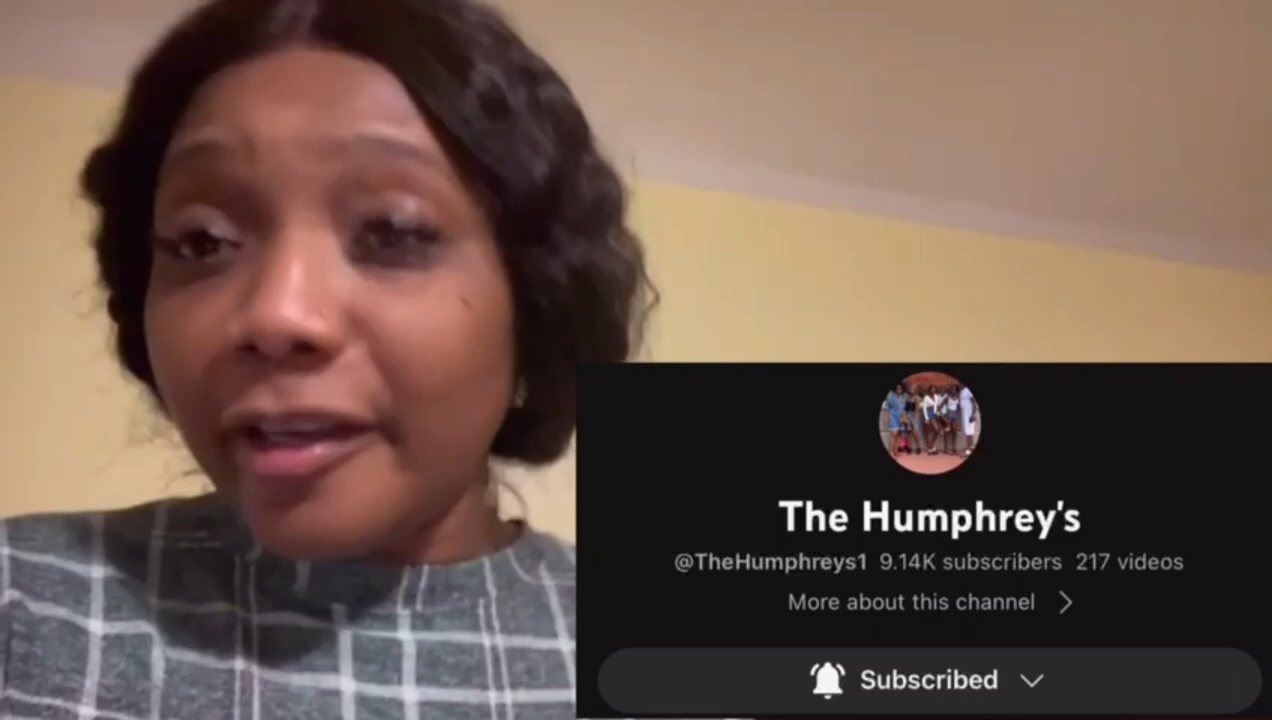 The Humphrey's
@TheHumphreys1 9.14K subscribers 217 videos
More about this channel
Subscribed